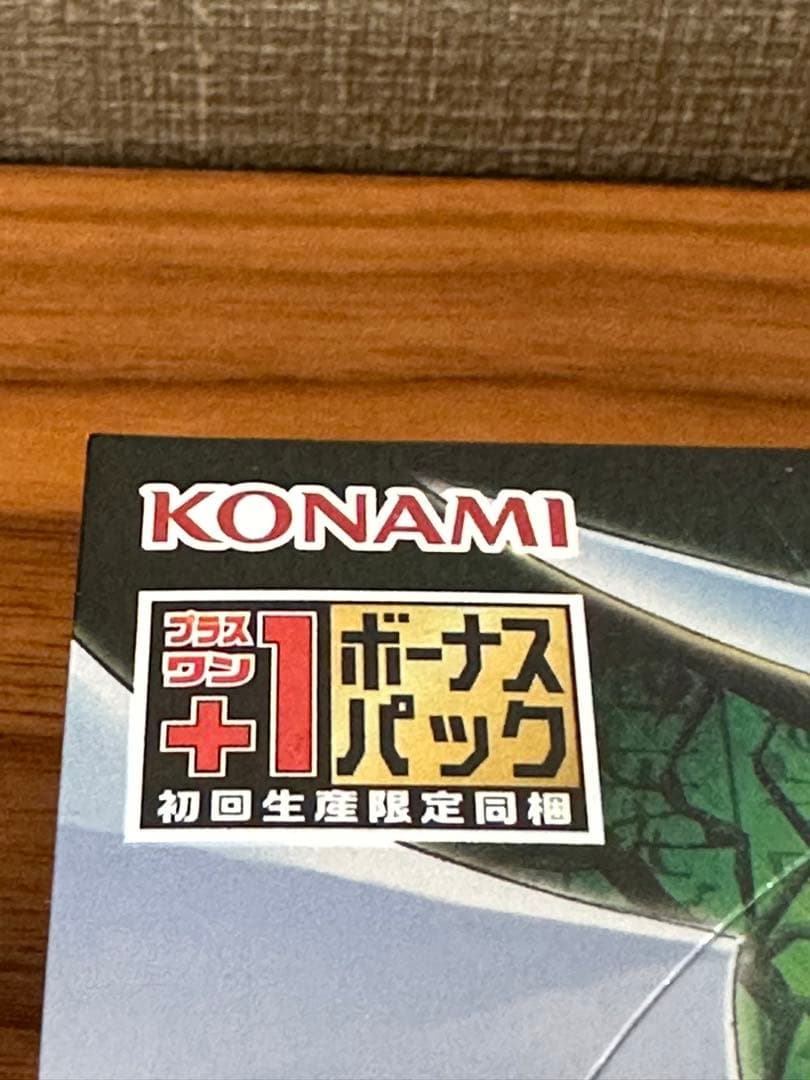 KONAMI
プラス
ワン
+1
ボーナス
パック
初回生産限定同梱